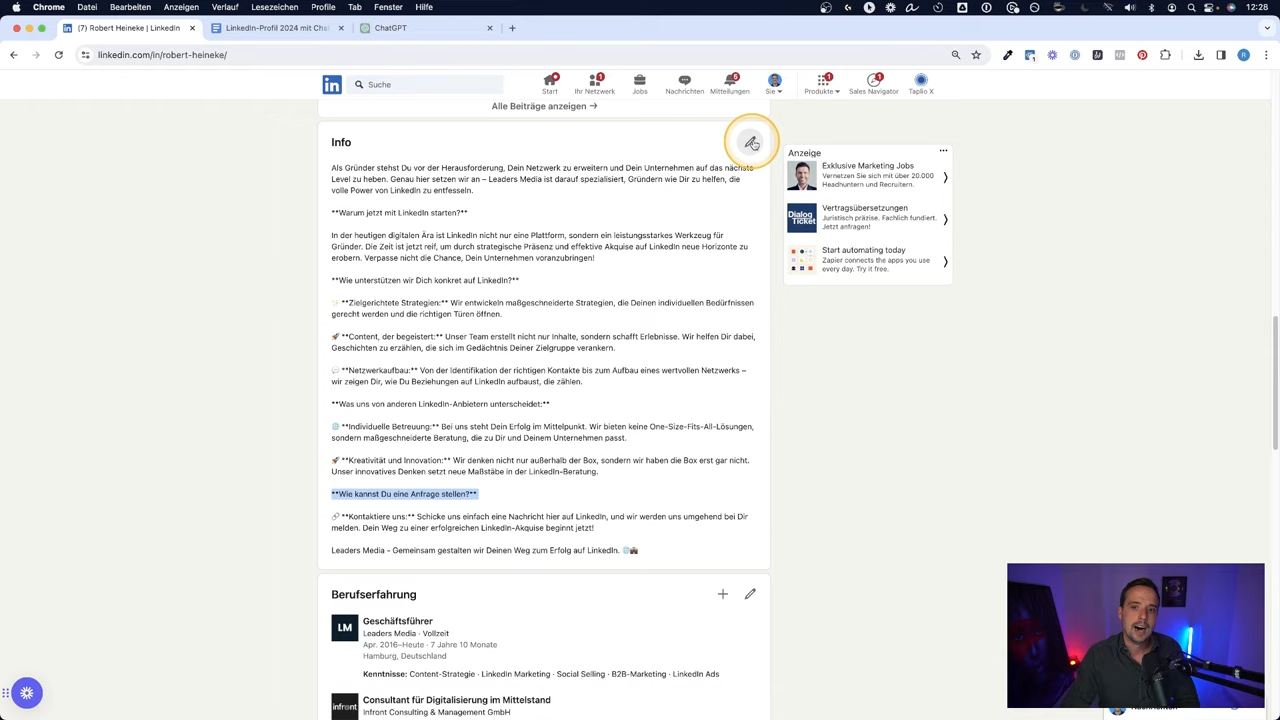 Chrome Datei Bearbeiten Ansicht Verlauf Lesezeichen Profile Tab Fenster Hilfe 12:28
(7) Robert Heineke | LinkedIn LinkedIn-Profil 2024 mit Cha ChatGPT
linkedin.com/in/robert-heineke/
Suche
Start Ihr Netzwerk Jobs Nachrichten Mitteilungen Sie Produkte Sales Navigator Taplio X
Alle Beiträge anzeigen →
Info
Als Gründer stehst Du vor der Herausforderung, Dein Netzwerk zu erweitern und Dein Unternehmen auf das nächste
Level zu heben. Genau hier setzen wir an – Leaders Media ist darauf spezialisiert, Gründern wie Dir zu helfen, die
volle Power von LinkedIn zu entfesseln.
**Warum jetzt mit LinkedIn starten?**
In der heutigen digitalen Ära ist LinkedIn nicht nur eine Plattform, sondern ein leistungsstarkes Werkzeug für
Gründer. Die Zeit ist jetzt reif, um durch strategische Präsenz und effektive Akquise auf LinkedIn neue Horizonte zu
erobern. Verpasse nicht die Chance, Dein Unternehmen voranzubringen!
**Wie unterstützen wir Dich konkret auf LinkedIn?**
**Zielgerichtete Strategien:** Wir entwickeln maßgeschneiderte Strategien, die Deinen individuellen Bedürfnissen
gerecht werden und die richtigen Türen öffnen.
🚀 **Content, der begeistert:** Unser Team erstellt nicht nur Inhalte, sondern schafft Erlebnisse. Wir helfen Dir dabei,
Geschichten zu erzählen, die sich im Gedächtnis Deiner Zielgruppe verankern.
💬 **Netzwerkaufbau:** Von der Identifikation der richtigen Kontakte bis zum Aufbau eines wertvollen Netzwerks –
wir zeigen Dir, wie Du Beziehungen auf LinkedIn aufbaust, die zählen.
**Was uns von anderen LinkedIn-Anbietern unterscheidet:**
🌐 **Individuelle Betreuung:** Bei uns steht Dein Erfolg im Mittelpunkt. Wir bieten keine One-Size-Fits-All-Lösungen,
sondern maßgeschneiderte Beratung, die zu Dir und Deinem Unternehmen passt.
🚀 **Kreativität und Innovation:** Wir denken nicht nur außerhalb der Box, sondern wir haben die Box erst gar nicht.
Unser innovatives Denken setzt neue Maßstäbe in der LinkedIn-Beratung.
**Wie kannst Du eine Anfrage stellen?**
🔗 **Kontaktiere uns:** Schicke uns einfach eine Nachricht hier auf LinkedIn, und wir werden uns umgehend bei Dir
melden. Dein Weg zu einer erfolgreichen LinkedIn-Akquise beginnt jetzt!
Leaders Media - Gemeinsam gestalten wir Deinen Weg zum Erfolg auf LinkedIn.
Anzeige
Exklusive Marketing Jobs
Vernetzen Sie sich mit über 20.000
Headhuntern und Recruitern.
Dialog
Ticket
Vertragsübersetzungen
Juristisch präzise. Fachlich fundiert.
Jetzt anfragen!
Start automating today
Zapier connects the apps you use
every day. Try it free.
Berufserfahrung
LM
Geschäftsführer
Leaders Media · Vollzeit
Apr. 2016–Heute · 7 Jahre 10 Monate
Hamburg, Deutschland
Kenntnisse: Content-Strategie · LinkedIn Marketing · Social Selling · B2B-Marketing · LinkedIn Ads
infront
Consultant für Digitalisierung im Mittelstand
Infront Consulting & Management GmbH